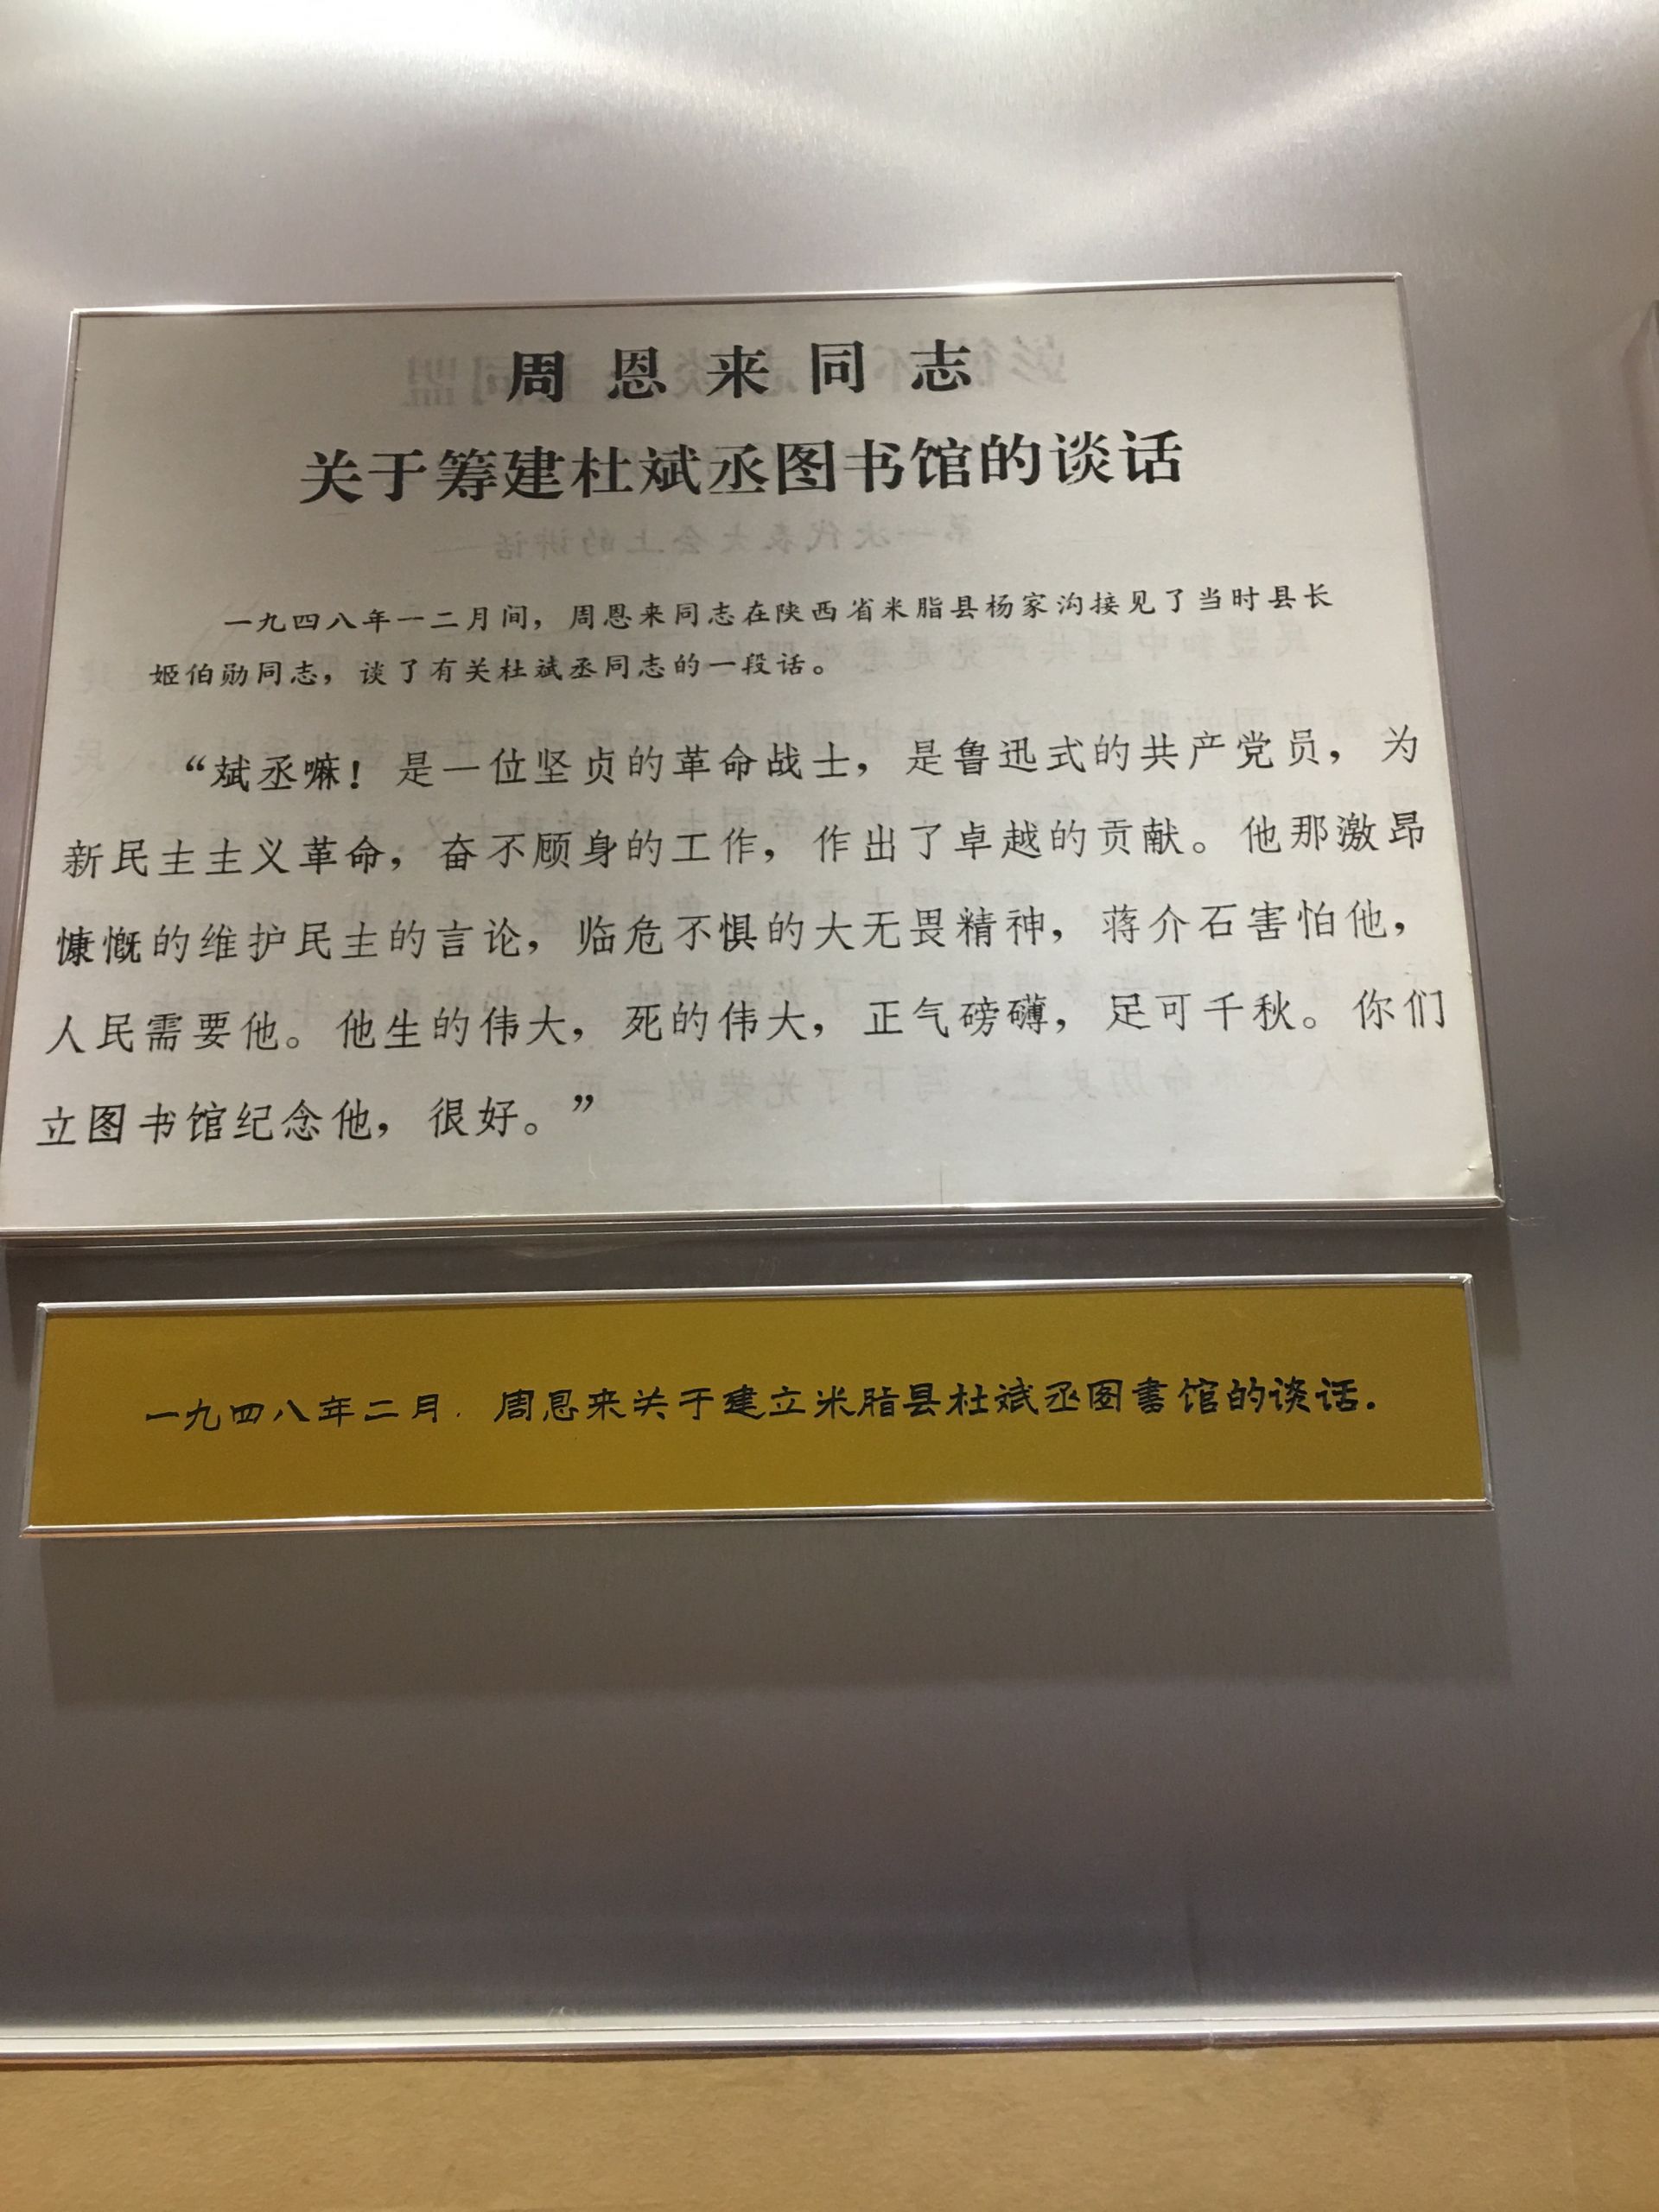 周恩来同志
关于筹建杜斌丞图书馆的谈话
一九四八年一二月间，周恩来同志在陕西省米脂县杨家沟接见了当时县长
姬伯勋同志，谈了有关杜斌丞同志的一段话。
“斌丞嘛！是一位坚贞的革命战士，是鲁迅式的共产党员，为
新民主主义革命，奋不顾身的工作，作出了卓越的贡献。他那激昂
慷慨的维护民主的言论，临危不惧的大无畏精神，蒋介石害怕他，
人民需要他。他生的伟大，死的伟大，正气磅礴，足可千秋。你们
立图书馆纪念他，很好。”
一九四八年二月．周恩来关于建立米脂县杜斌丞图書馆的谈话．